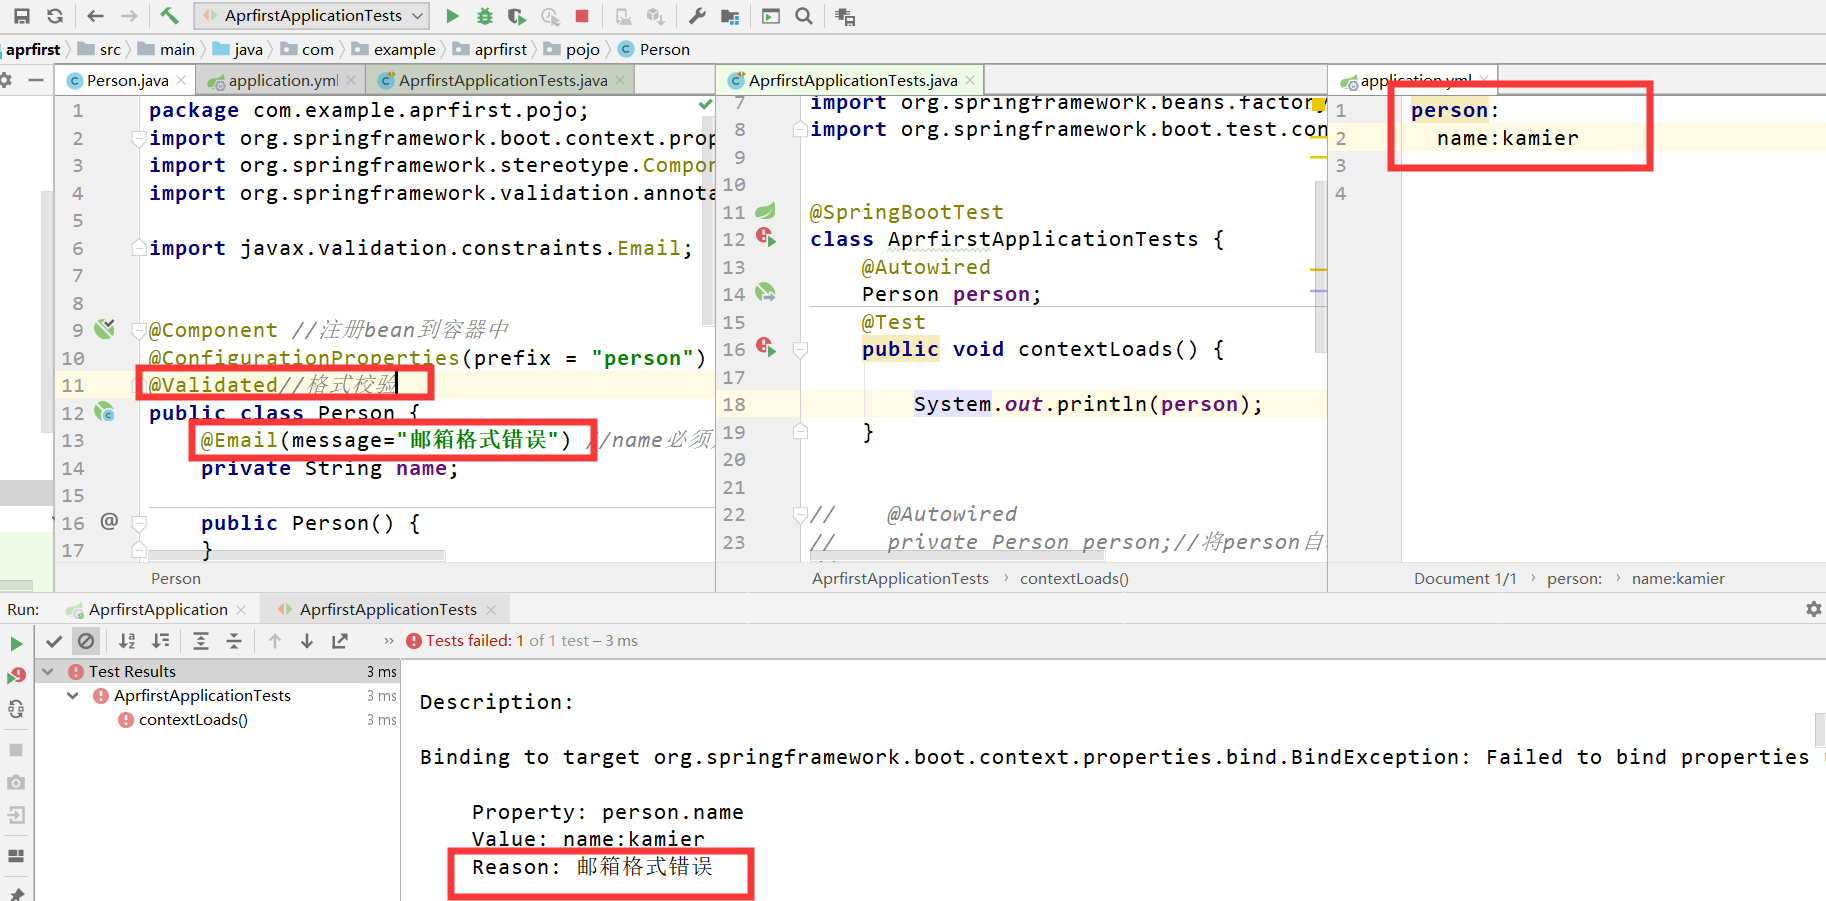 AprfirstApplicationTests
aprfirst src main java com example aprfirst pojo Person
Person.java application.yml AprfirstApplicationTests.java
1 package com.example.aprfirst.pojo;
2 import org.springframework.boot.context.prop
3 import org.springframework.stereotype.Compon
4 import org.springframework.validation.annota
5
6 import javax.validation.constraints.Email;
7
8
9 @Component //注册bean到容器中
10 @ConfigurationProperties(prefix = "person")
11 @Validated//格式校验
12 public class Person {
13 @Email(message="邮箱格式错误") //name必须
14 private String name;
15
16 public Person() {
17 }
Person
AprfirstApplicationTests.java
7 import org.springframework.beans.factory
8 import org.springframework.boot.test.con
9
10
11 @SpringBootTest
12 class AprfirstApplicationTests {
13 @Autowired
14 Person person;
15 @Test
16 public void contextLoads() {
17
18 System.out.println(person);
19 }
20
21
22 // @Autowired
23 // private Person person;//将person自
AprfirstApplicationTests › contextLoads()
application.yml
1 person:
2 name:kamier
3
4
Document 1/1 › person: › name:kamier
Run: AprfirstApplication AprfirstApplicationTests
» Tests failed: 1 of 1 test – 3 ms
Test Results 3 ms
AprfirstApplicationTests 3 ms
contextLoads() 3 ms
Description:
Binding to target org.springframework.boot.context.properties.bind.BindException: Failed to bind properties
Property: person.name
Value: name:kamier
Reason: 邮箱格式错误